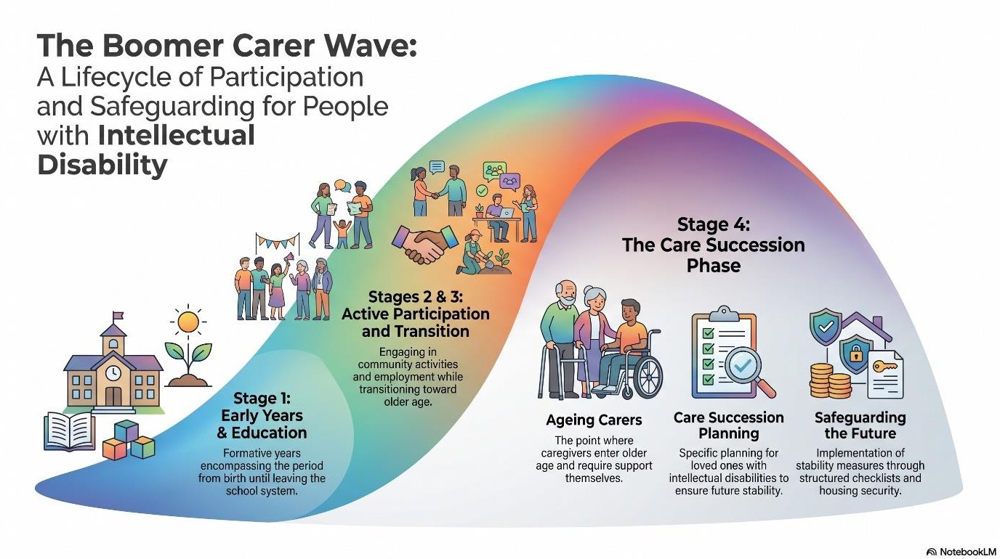 The Boomer Carer Wave:
A Lifecycle of Participation
and Safeguarding for People
with Intellectual
Disability
Stage 1:
Early Years
& Education
Formative years
encompassing the period
from birth until leaving the
school system.
Stages 2 & 3:
Active Participation
and Transition
Engaging in
community activities
and employment while
transitioning toward
older age.
Stage 4:
The Care Succession
Phase
Ageing Carers
The point where
caregivers enter older
age and require support
themselves.
Care Succession
Planning
Specific planning for
loved ones with
intellectual disabilities to
ensure future stability.
Safeguarding
the Future
Implementation of
stability measures through
structured checklists and
housing security.
NotebookLM